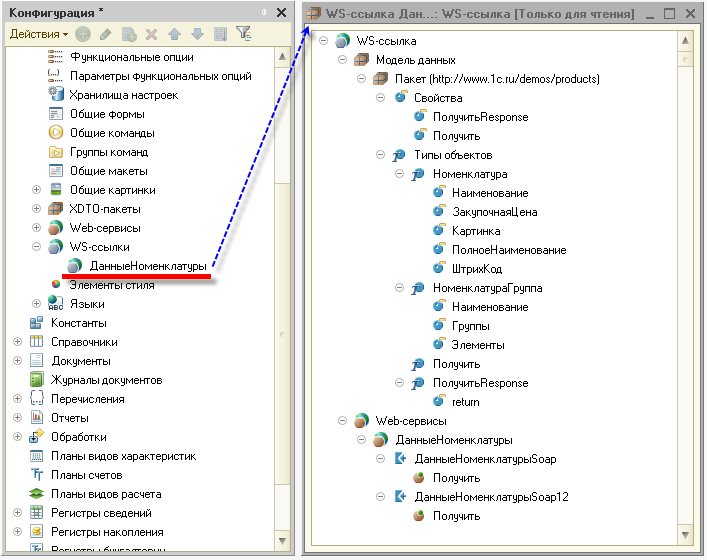 Конфигурация *
Действия
Функциональные опции
Параметры функциональных опций
Хранилища настроек
Общие формы
Общие команды
Группы команд
Общие макеты
Общие картинки
XDTO-пакеты
Web-сервисы
WS-ссылки
ДанныеНоменклатуры
Элементы стиля
Языки
Константы
Справочники
Документы
Журналы документов
Перечисления
Отчеты
Обработки
Планы видов характеристик
Планы счетов
Планы видов расчета
Регистры сведений
Регистры накопления
Регистры бухгалтерии
WS-ссылка Дан...: WS-ссылка [Только для чтения]
WS-ссылка
Модель данных
Пакет (http://www.1c.ru/demos/products)
Свойства
ПолучитьResponse
Получить
Типы объектов
Номенклатура
Наименование
ЗакупочнаяЦена
Картинка
ПолноеНаименование
ШтрихКод
НоменклатураГруппа
Наименование
Группы
Элементы
Получить
ПолучитьResponse
return
Web-сервисы
ДанныеНоменклатуры
ДанныеНоменклатурыSoap
Получить
ДанныеНоменклатурыSoap12
Получить